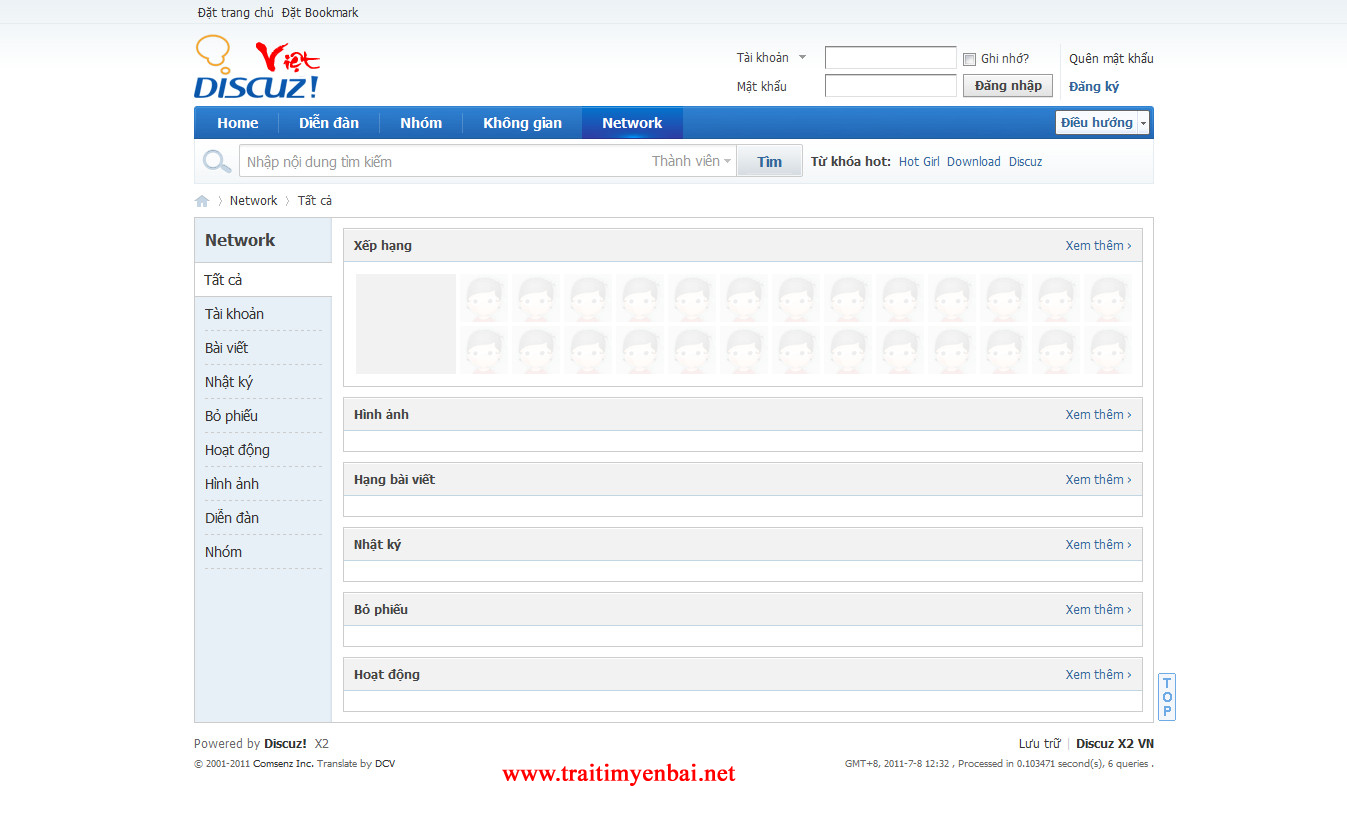 Đặt trang chủ Đặt Bookmark
Việt
DISCUZ!
Tài khoản Ghi nhớ? Quên mật khẩu
Mật khẩu Đăng nhập Đăng ký
Home Diễn đàn Nhóm Không gian Network Điều hướng
Nhập nội dung tìm kiếm Thành viên Tìm Từ khóa hot: Hot Girl Download Discuz
Network Tất cả
Network
Tất cả
Tài khoản
Bài viết
Nhật ký
Bỏ phiếu
Hoạt động
Hình ảnh
Diễn đàn
Nhóm
Xếp hạng Xem thêm ›
Hình ảnh Xem thêm ›
Hạng bài viết Xem thêm ›
Nhật ký Xem thêm ›
Bỏ phiếu Xem thêm ›
Hoạt động Xem thêm ›
TOP
Powered by Discuz! X2 Lưu trữ | Discuz X2 VN
© 2001-2011 Comsenz Inc. Translate by DCV GMT+8, 2011-7-8 12:32 , Processed in 0.103471 second(s), 6 queries .
www.traitimyenbai.net